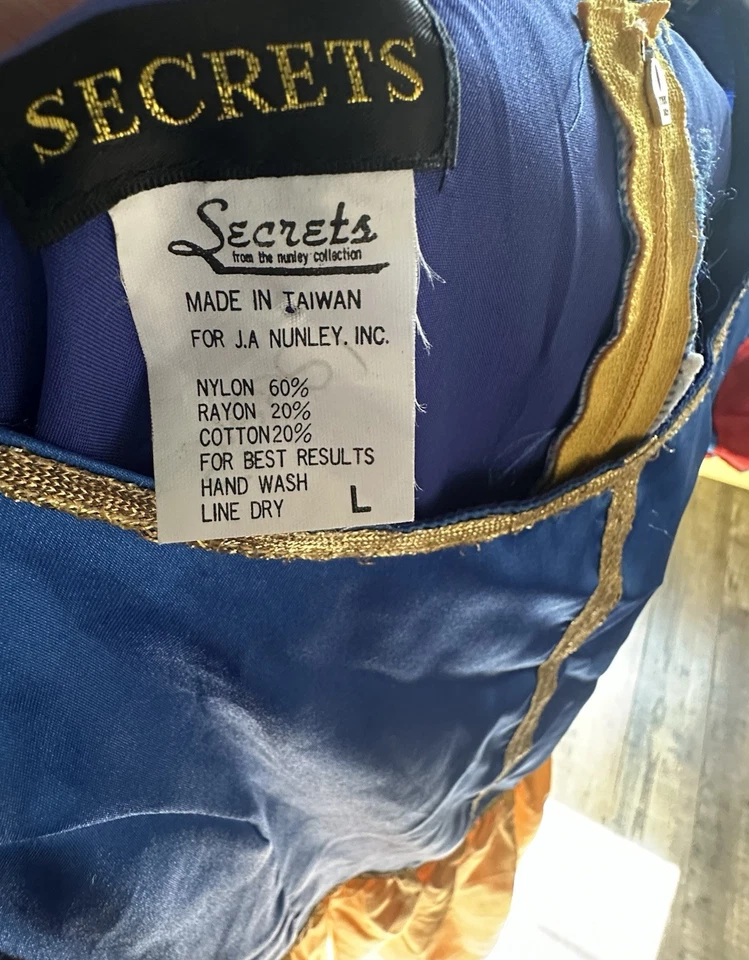 SECRETS
Secrets
from the nunley collection
MADE IN TAIWAN
FOR J.A NUNLEY. INC.
NYLON 60%
RAYON 20%
COTTON20%
FOR BEST RESULTS
HAND WASH
LINE DRY L